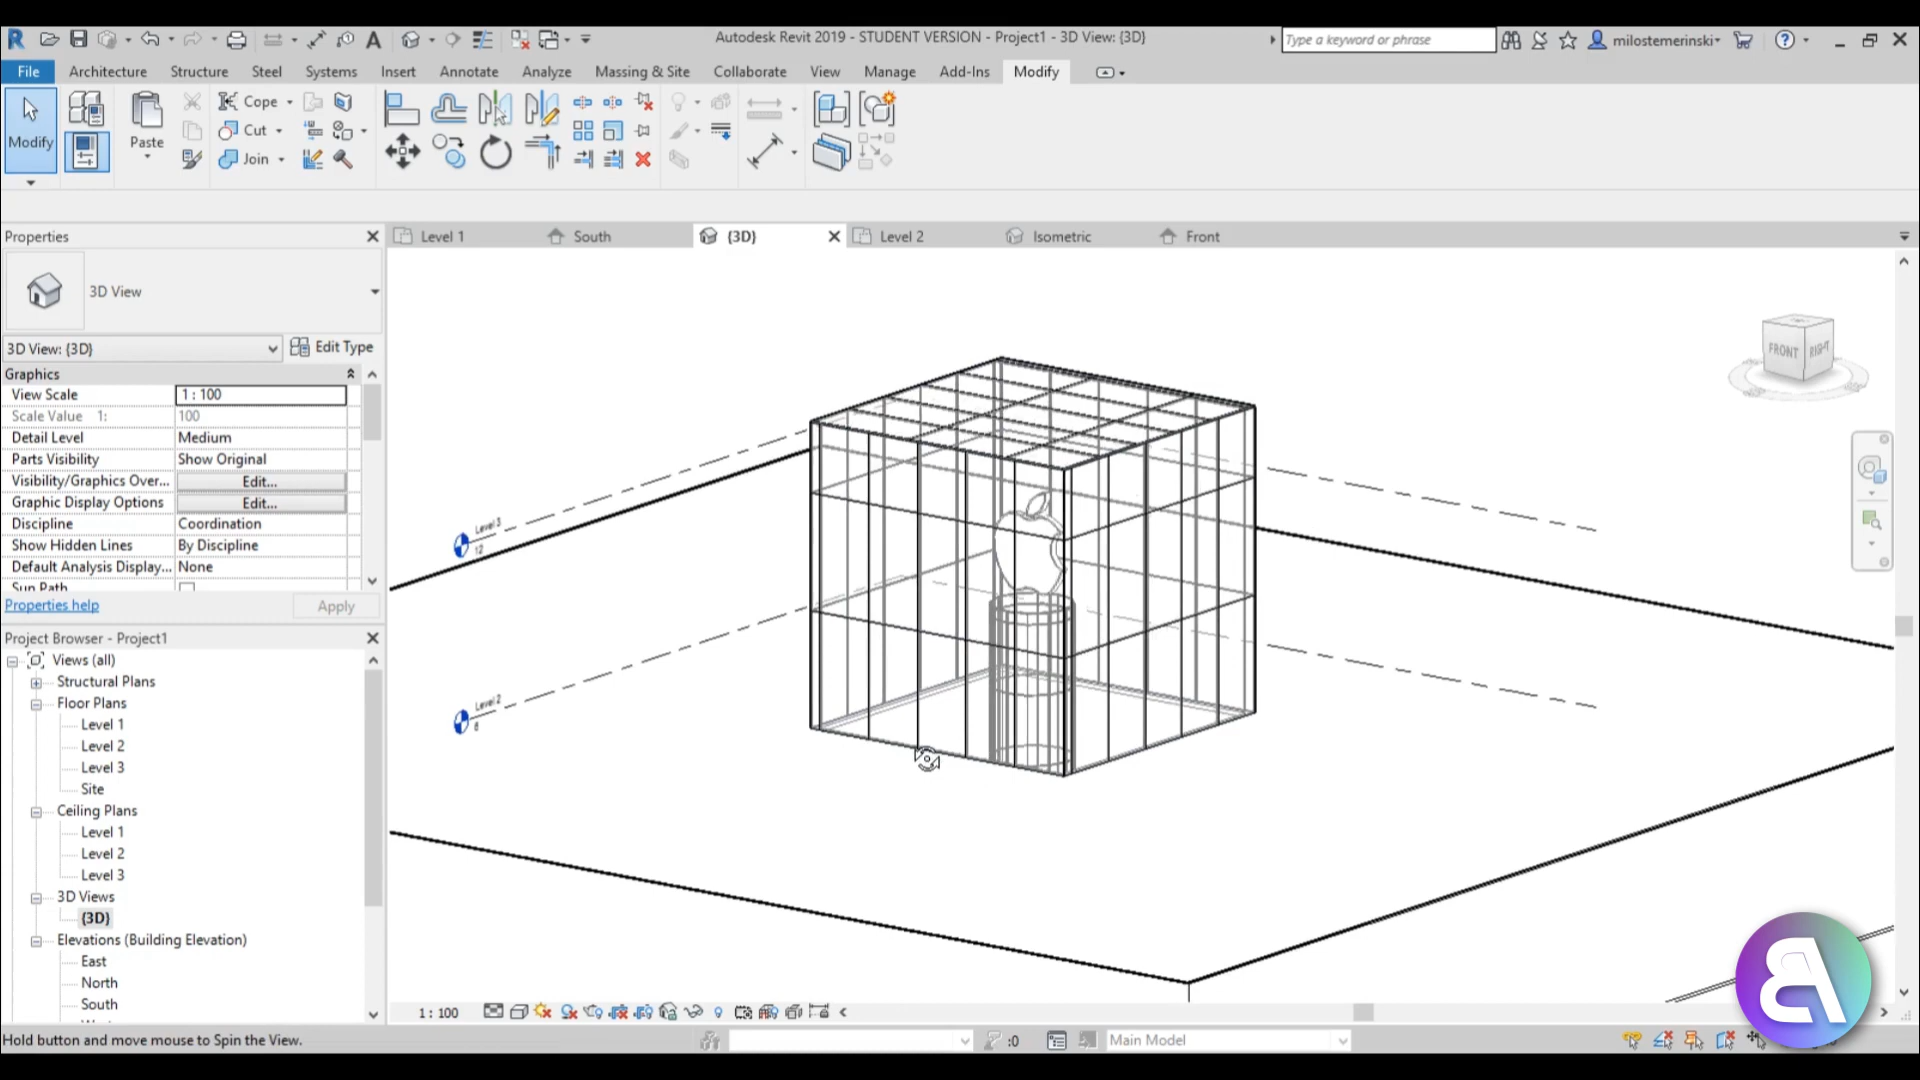 Autodesk Revit 2019 - STUDENT VERSION - Project1 - 3D View: {3D}
Type a keyword or phrase
milostemerinski
File Architecture Structure Steel Systems Insert Annotate Analyze Massing & Site Collaborate View Manage Add-Ins Modify
Modify
Paste
Cope
Cut
Join
Properties
Level 1 South {3D} Level 2 Isometric Front
3D View
3D View: {3D} Edit Type
Graphics
View Scale 1 : 100
Scale Value 1: 100
Detail Level Medium
Parts Visibility Show Original
Visibility/Graphics Over... Edit...
Graphic Display Options Edit...
Discipline Coordination
Show Hidden Lines By Discipline
Default Analysis Display... None
Sun Path
Properties help Apply
Project Browser - Project1
Views (all)
Structural Plans
Floor Plans
Level 1
Level 2
Level 3
Site
Ceiling Plans
Level 1
Level 2
Level 3
3D Views
{3D}
Elevations (Building Elevation)
East
North
South
FRONT RIGHT
Level 3
12
Level 2
6
1 : 100
Hold button and move mouse to Spin the View.
:0
Main Model